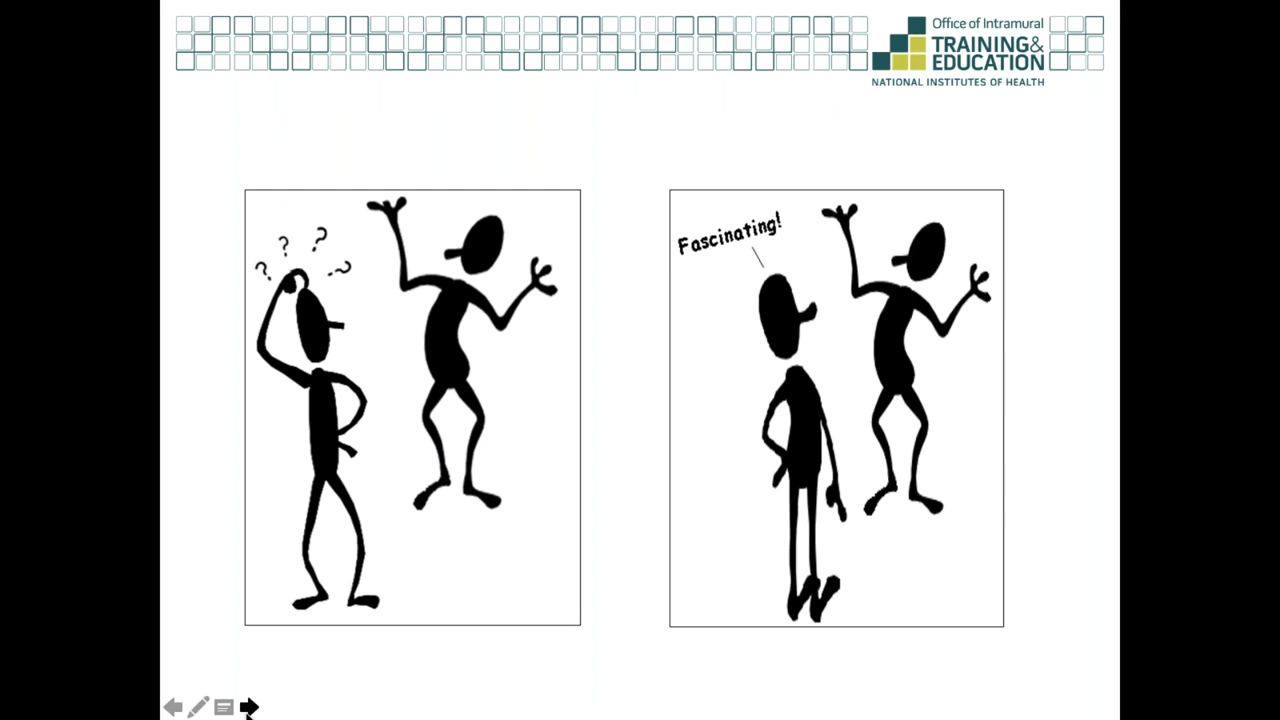 Office of Intramural
TRAINING&
EDUCATION
NATIONAL INSTITUTES OF HEALTH
? ? ? ?
Fascinating!